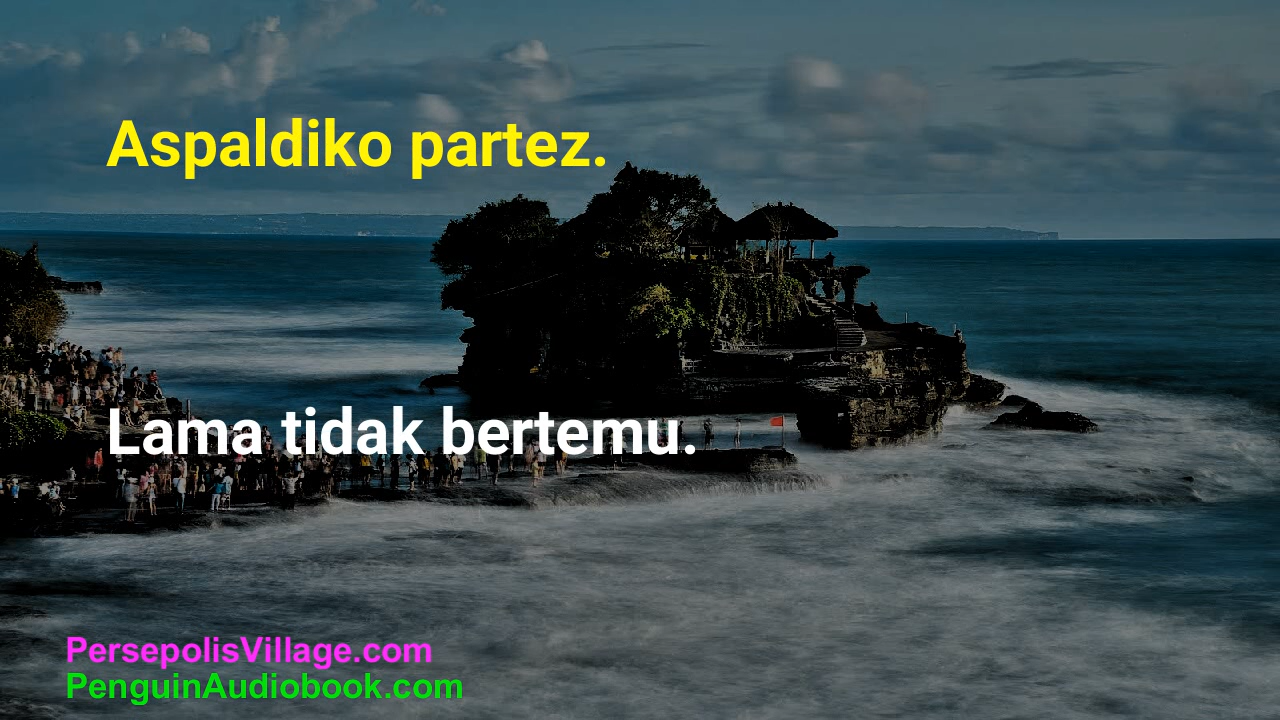 Aspaldiko partez.
Lama tidak bertemu.
PersepolisVillage.com
PenguinAudiobook.com